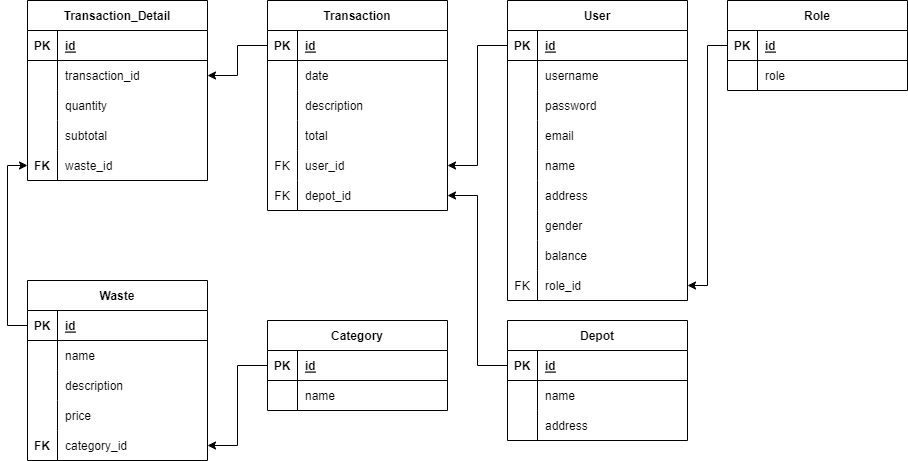 Transaction_Detail
PK id
transaction_id
quantity
subtotal
FK waste_id
Transaction
PK id
date
description
total
FK user_id
FK depot_id
User
PK id
username
password
email
name
address
gender
balance
FK role_id
Role
PK id
role
Waste
PK id
name
description
price
FK category_id
Category
PK id
name
Depot
PK id
name
address